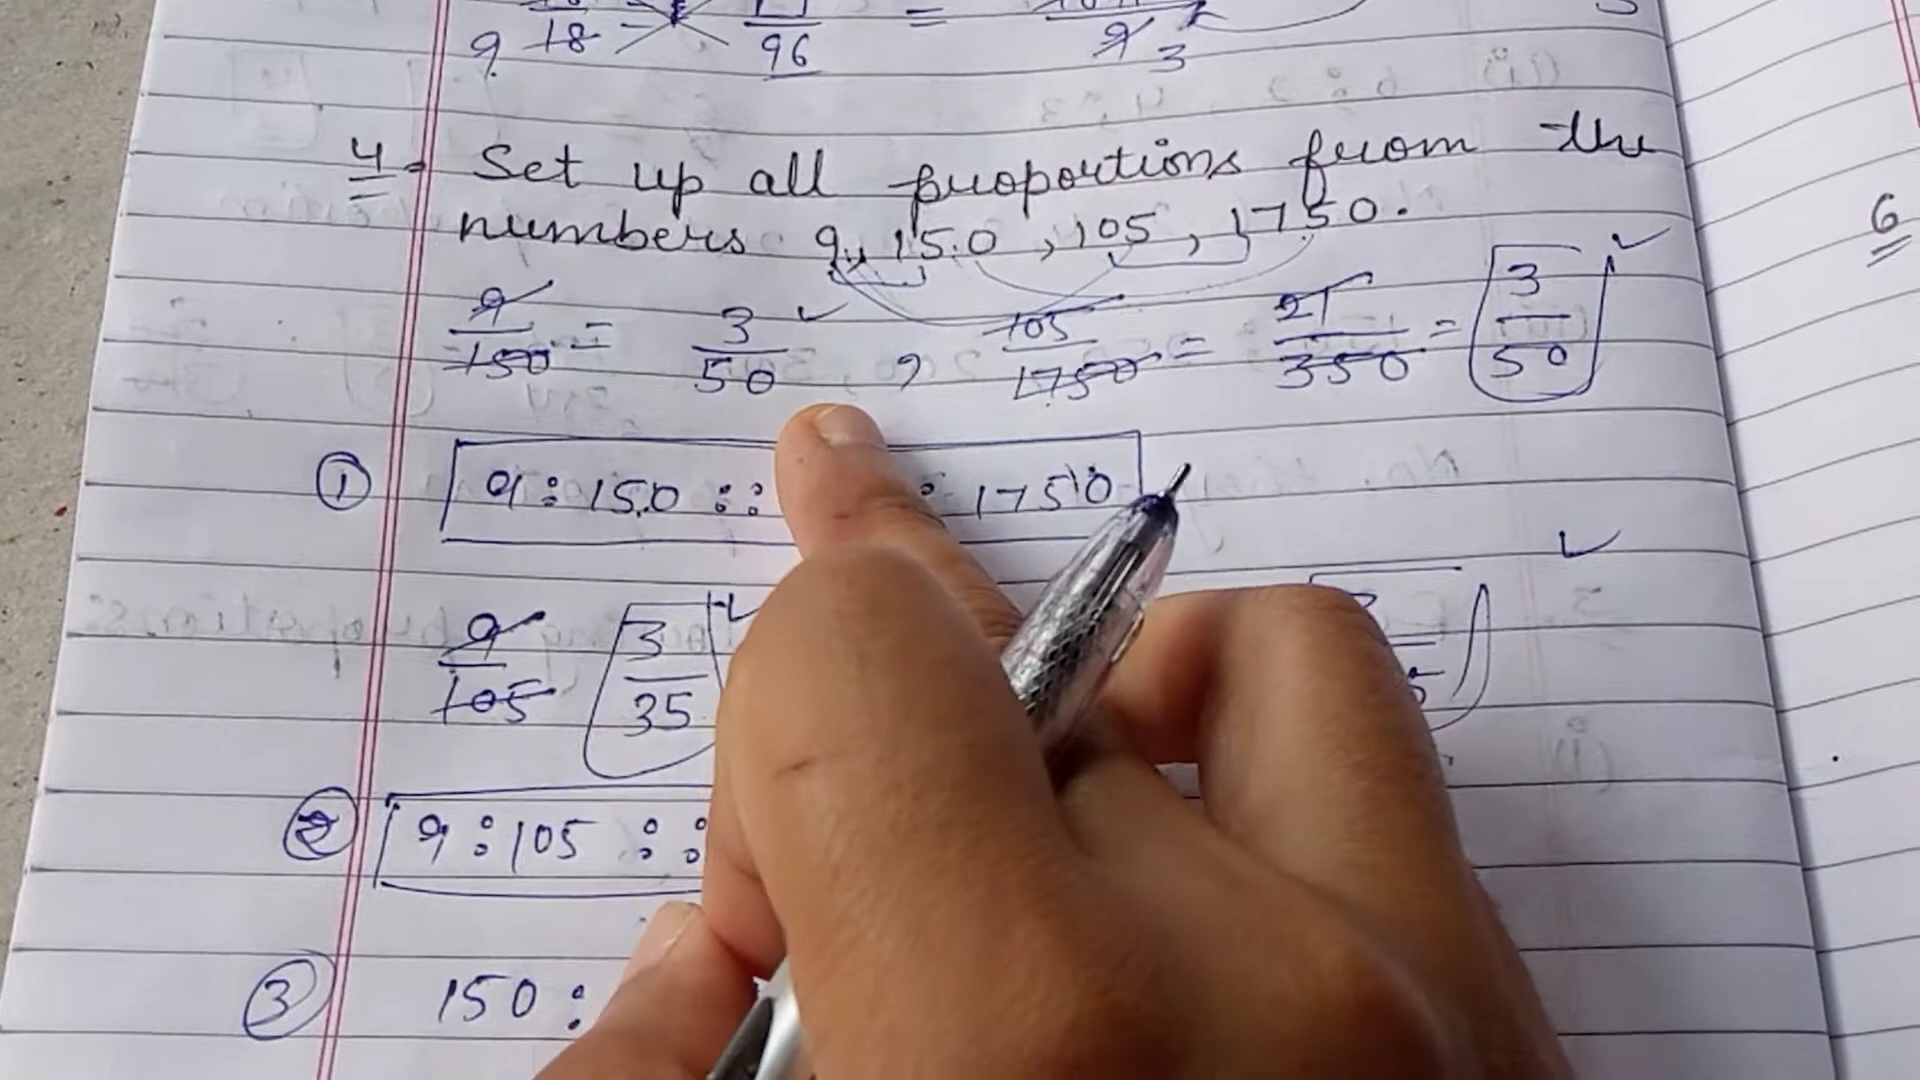 9 18 96 = 9 3
4. Set up all proportions from the
numbers 9, 150, 105, 1750.
9/150 = 3/50 , 105/1750 = 21/350 = 3/50
① 9 : 150 :: : 1750
9/105 3/35
② 9 : 105 ::
③ 150 :
6